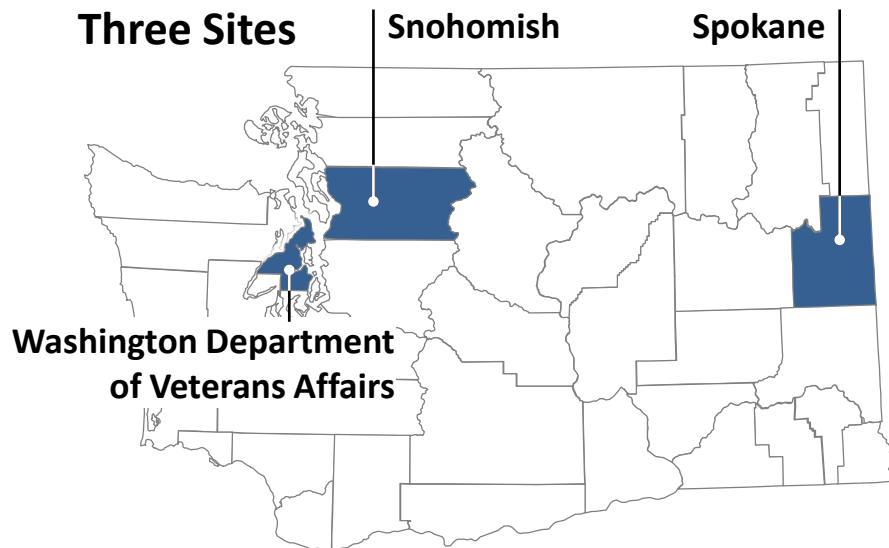 Three Sites
Snohomish
Spokane
Washington Department
of Veterans Affairs